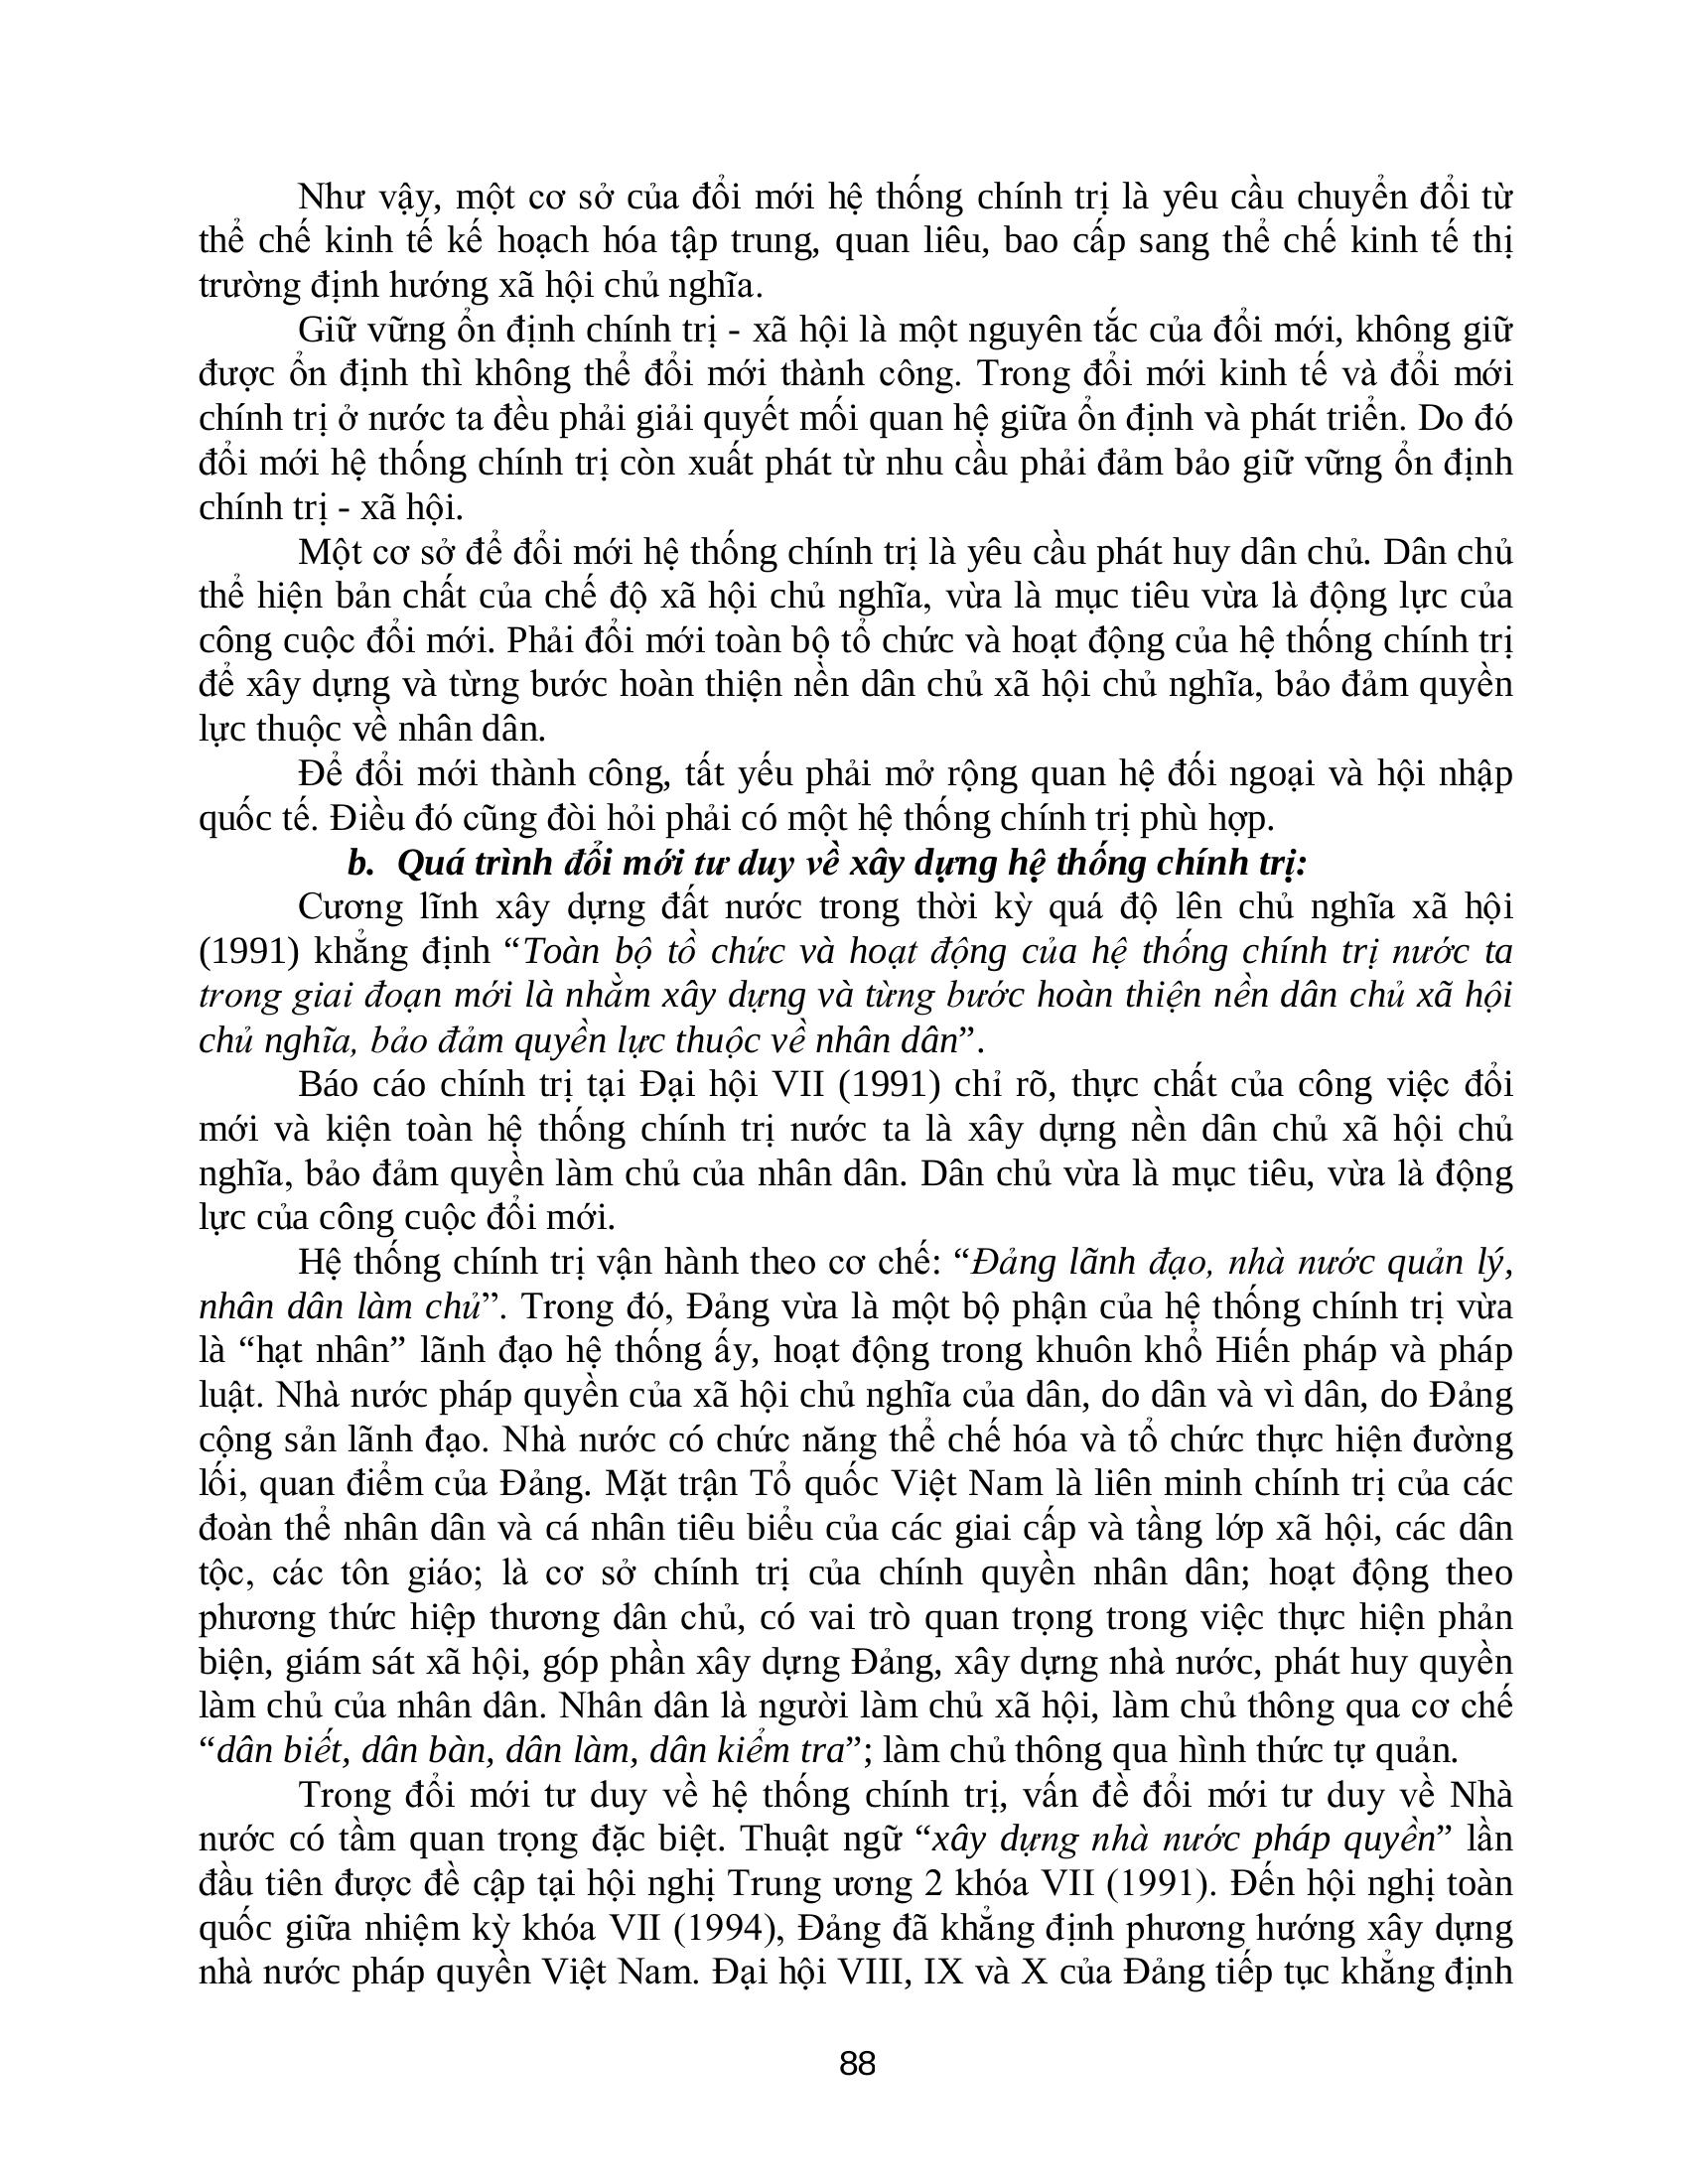 Như vậy, một cơ sở của đổi mới hệ thống chính trị là yêu cầu chuyển đổi từ
thể chế kinh tế kế hoạch hóa tập trung, quan liêu, bao cấp sang thể chế kinh tế thị
trường định hướng xã hội chủ nghĩa.
Giữ vững ổn định chính trị - xã hội là một nguyên tắc của đổi mới, không giữ
được ổn định thì không thể đổi mới thành công. Trong đổi mới kinh tế và đổi mới
chính trị ở nước ta đều phải giải quyết mối quan hệ giữa ổn định và phát triển. Do đó
đổi mới hệ thống chính trị còn xuất phát từ nhu cầu phải đảm bảo giữ vững ổn định
chính trị - xã hội.
Một cơ sở để đổi mới hệ thống chính trị là yêu cầu phát huy dân chủ. Dân chủ
thể hiện bản chất của chế độ xã hội chủ nghĩa, vừa là mục tiêu vừa là động lực của
công cuộc đổi mới. Phải đổi mới toàn bộ tổ chức và hoạt động của hệ thống chính trị
để xây dựng và từng bước hoàn thiện nền dân chủ xã hội chủ nghĩa, bảo đảm quyền
lực thuộc về nhân dân.
Để đổi mới thành công, tất yếu phải mở rộng quan hệ đối ngoại và hội nhập
quốc tế. Điều đó cũng đòi hỏi phải có một hệ thống chính trị phù hợp.
b. Quá trình đổi mới tư duy về xây dựng hệ thống chính trị:
Cương lĩnh xây dựng đất nước trong thời kỳ quá độ lên chủ nghĩa xã hội
(1991) khẳng định “Toàn bộ tồ chức và hoạt động của hệ thống chính trị nước ta
trong giai đoạn mới là nhằm xây dựng và từng bước hoàn thiện nền dân chủ xã hội
chủ nghĩa, bảo đảm quyền lực thuộc về nhân dân”.
Báo cáo chính trị tại Đại hội VII (1991) chỉ rõ, thực chất của công việc đổi
mới và kiện toàn hệ thống chính trị nước ta là xây dựng nền dân chủ xã hội chủ
nghĩa, bảo đảm quyền làm chủ của nhân dân. Dân chủ vừa là mục tiêu, vừa là động
lực của công cuộc đổi mới.
Hệ thống chính trị vận hành theo cơ chế: “Đảng lãnh đạo, nhà nước quản lý,
nhân dân làm chủ”. Trong đó, Đảng vừa là một bộ phận của hệ thống chính trị vừa
là “hạt nhân” lãnh đạo hệ thống ấy, hoạt động trong khuôn khổ Hiến pháp và pháp
luật. Nhà nước pháp quyền của xã hội chủ nghĩa của dân, do dân và vì dân, do Đảng
cộng sản lãnh đạo. Nhà nước có chức năng thể chế hóa và tổ chức thực hiện đường
lối, quan điểm của Đảng. Mặt trận Tổ quốc Việt Nam là liên minh chính trị của các
đoàn thể nhân dân và cá nhân tiêu biểu của các giai cấp và tầng lớp xã hội, các dân
tộc, các tôn giáo; là cơ sở chính trị của chính quyền nhân dân; hoạt động theo
phương thức hiệp thương dân chủ, có vai trò quan trọng trong việc thực hiện phản
biện, giám sát xã hội, góp phần xây dựng Đảng, xây dựng nhà nước, phát huy quyền
làm chủ của nhân dân. Nhân dân là người làm chủ xã hội, làm chủ thông qua cơ chế
“dân biết, dân bàn, dân làm, dân kiểm tra”; làm chủ thông qua hình thức tự quản.
Trong đổi mới tư duy về hệ thống chính trị, vấn đề đổi mới tư duy về Nhà
nước có tầm quan trọng đặc biệt. Thuật ngữ “xây dựng nhà nước pháp quyền” lần
đầu tiên được đề cập tại hội nghị Trung ương 2 khóa VII (1991). Đến hội nghị toàn
quốc giữa nhiệm kỳ khóa VII (1994), Đảng đã khẳng định phương hướng xây dựng
nhà nước pháp quyền Việt Nam. Đại hội VIII, IX và X của Đảng tiếp tục khẳng định
88